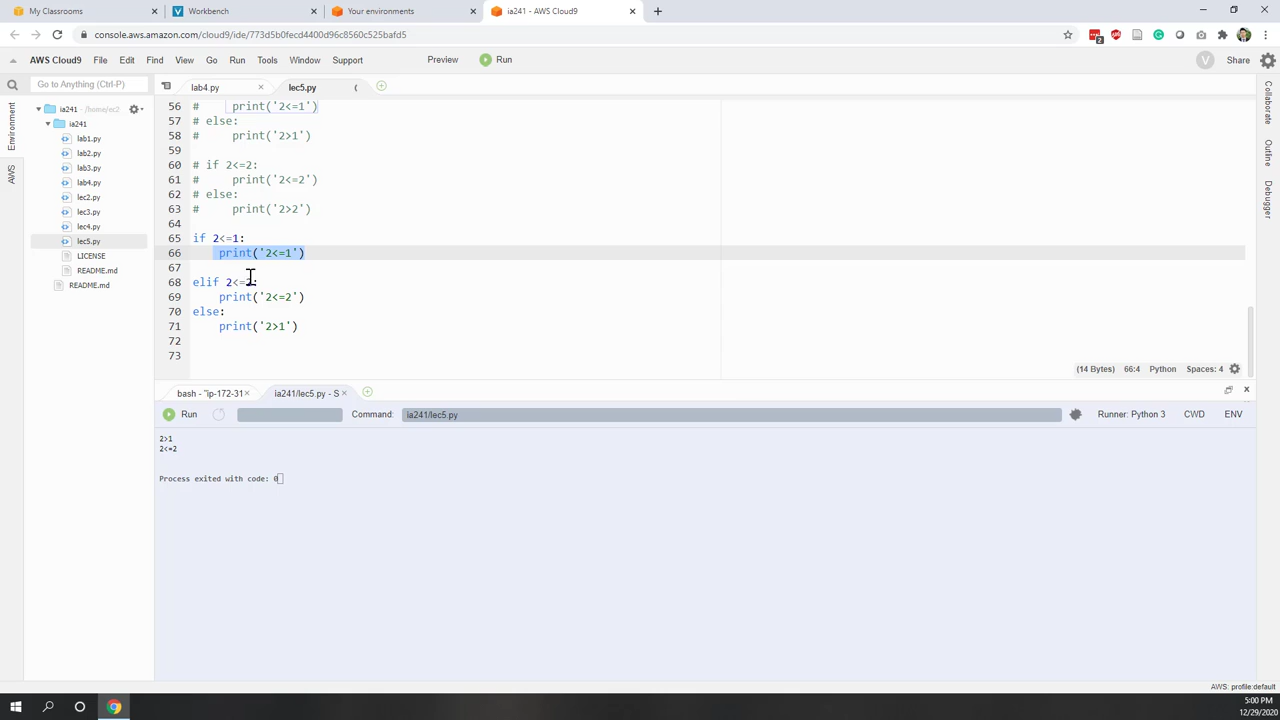 My Classrooms
Workbench
Your environments
ia241 - AWS Cloud9
console.aws.amazon.com/cloud9/ide/773d5b0fecd4400d96c8560c525abfd5
AWS Cloud9 File Edit Find View Go Run Tools Window Support Preview Run Share
Go to Anything (Ctrl-P)
lab4.py
lec5.py
Environment
AWS
ia241 - /home/ec2
ia241
lab1.py
lab2.py
lab3.py
lab4.py
lec2.py
lec3.py
lec4.py
lec5.py
LICENSE
README.md
README.md
56 # print('2<=1')
57 # else:
58 # print('2>1')
59
60 # if 2<=2:
61 # print('2<=2')
62 # else:
63 # print('2>2')
64
65 if 2<=1:
66 print('2<=1')
67
68 elif 2<=2:
69 print('2<=2')
70 else:
71 print('2>1')
72
73
(14 Bytes) 66:4 Python Spaces: 4
Collaborate
Outline
Debugger
bash - "ip-172-31
ia241/lec5.py - S
Run
Command: ia241/lec5.py
Runner: Python 3 CWD ENV
2>1
2<=2
Process exited with code: 0
AWS: profile:default
5:00 PM
12/29/2020